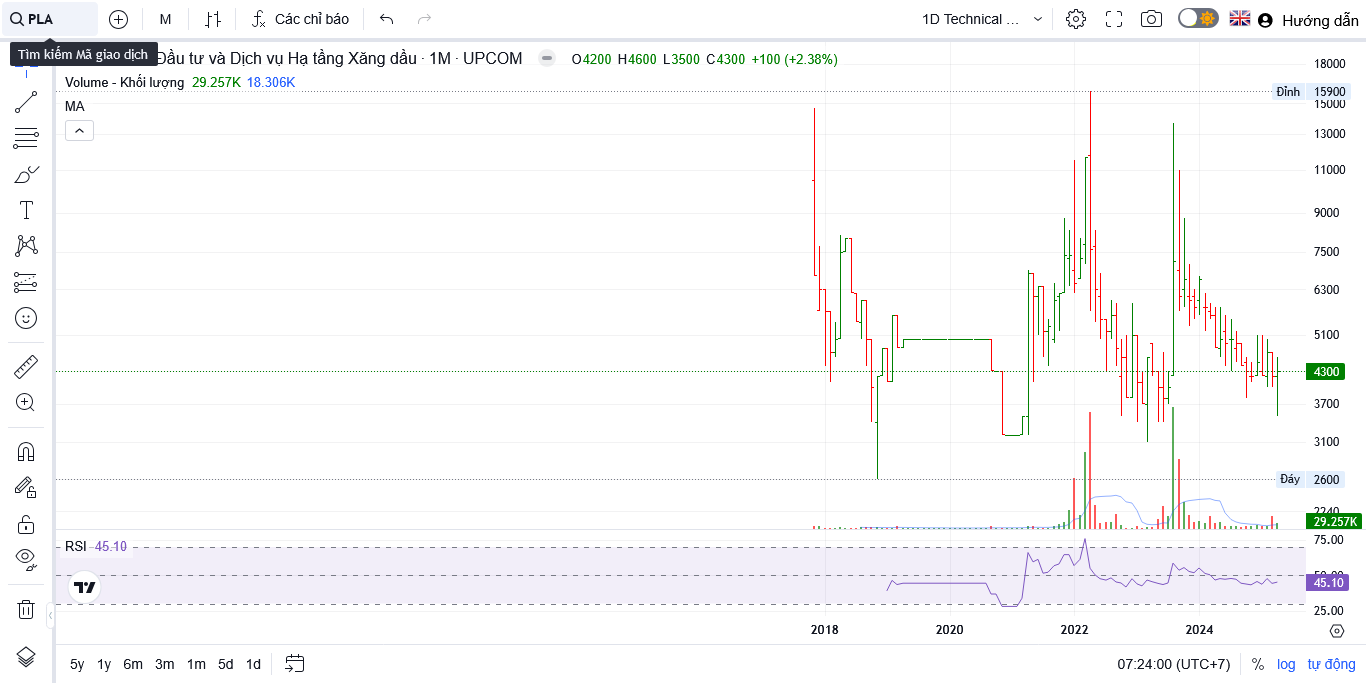 PLA M Các chỉ báo 1D Technical ... Hướng dẫn
Tìm kiếm Mã giao dịch
Đầu tư và Dịch vụ Hạ tầng Xăng dầu · 1M · UPCOM O4200 H4600 L3500 C4300 +100 (+2.38%)
Volume - Khối lượng 29.257K 18.306K
MA
18000
Đỉnh 15900
15000
13000
11000
9000
7500
6300
5100
4300
3700
3100
Đáy 2600
2240
29.257K
RSI 45.10
75.00
50.00
45.10
25.00
2018 2020 2022 2024
5y 1y 6m 3m 1m 5d 1d 07:24:00 (UTC+7) % log tự động